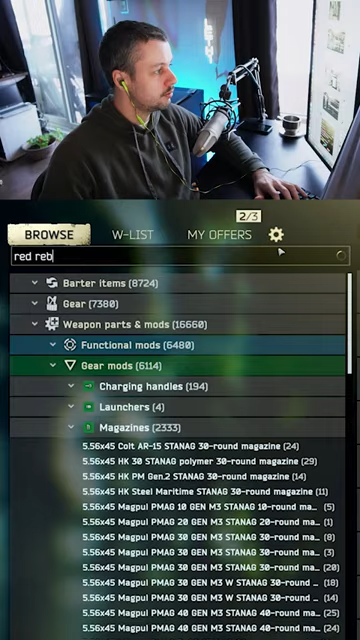 2/3
BROWSE W-LIST MY OFFERS
red reb
Barter items (8724)
Gear (7380)
Weapon parts & mods (16660)
Functional mods (6480)
Gear mods (6114)
Charging handles (194)
Launchers (4)
Magazines (2333)
5.56x45 Colt AR-15 STANAG 30-round magazine (24)
5.56x45 HK 30 STANAG polymer 30-round magazine (29)
5.56x45 HK PM Gen.2 STANAG 30-round magazine (14)
5.56x45 HK Steel Maritime STANAG 30-round magazine (11)
5.56x45 Magpul PMAG 10 GEN M3 STANAG 10-round ma... (5)
5.56x45 Magpul PMAG 20 GEN M3 STANAG 20-round ma... (1)
5.56x45 Magpul PMAG 30 GEN M3 STANAG 30-round ma... (8)
5.56x45 Magpul PMAG 30 GEN M3 STANAG 30-round ma... (3)
5.56x45 Magpul PMAG 30 GEN M3 STANAG 30-round ma... (20)
5.56x45 Magpul PMAG 30 GEN M3 W STANAG 30-round ... (18)
5.56x45 Magpul PMAG 30 GEN M3 W STANAG 30-round ... (14)
5.56x45 Magpul PMAG 40 GEN M3 STANAG 40-round ma... (25)
5.56x45 Magpul PMAG 40 GEN M3 STANAG 40-round ma... (24)